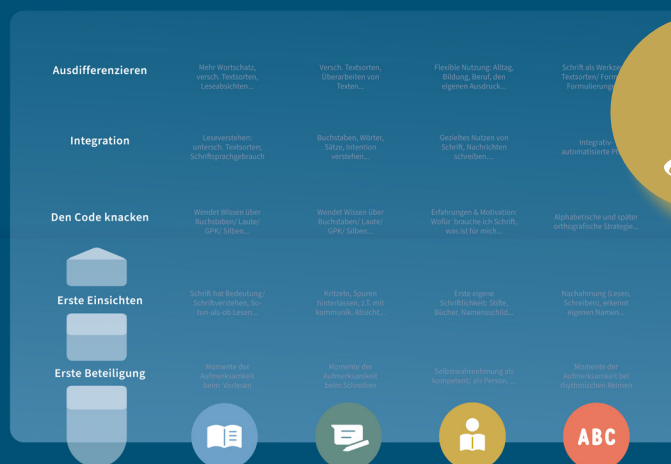 Ausdifferenzieren
Mehr Wortschatz,
versch. Textsorten,
Leseabsichten...
Versch. Textsorten,
Überarbeiten von
Texten...
Flexible Nutzung: Alltag,
Bildung, Beruf, den
eigenen Ausdruck...
Schrift als
Textsorten/
Integration
Leseverstehen:
untersch. Textsorten,
Schriftsprachgebrauch
Buchstaben, Wörter,
Sätze, Intention
verstehen...
Gezieltes Nutzen von
Schrift, Nachrichten
schreiben....
Integrativ-
automatisierte
Den Code knacken
Wendet Wissen über
Buchstaben/ Laute/
GPK/ Silben...
Wendet Wissen über
Buchstaben/ Laute/
GPK/ Silben...
Erfahrungen & Motivation:
Wofür brauche ich Schrift,
was ist für mich...
Alphabetische und später
orthografische Strategie...
Erste Einsichten
Schrift hat Bedeutung/
Schriftverstehen, So-
tun-als-ob Lesen...
Kritzeln, Spuren
hinterlassen, z.T. mit
kommunik. Absicht...
Erste eigene
Schriftlichkeit: Stifte,
Bücher, Namensschild...
Nachahmung (Lesen,
Schreiben), erkennt
eigenen Namen...
Erste Beteiligung
Momente der
Aufmerksamkeit
beim Vorlesen
Momente der
Aufmerksamkeit
beim Schreiben
Selbstwahrnehmung als
kompetent, als Person, ...
Momente der
Aufmerksamkeit bei
rhythmischen Reimen
ABC